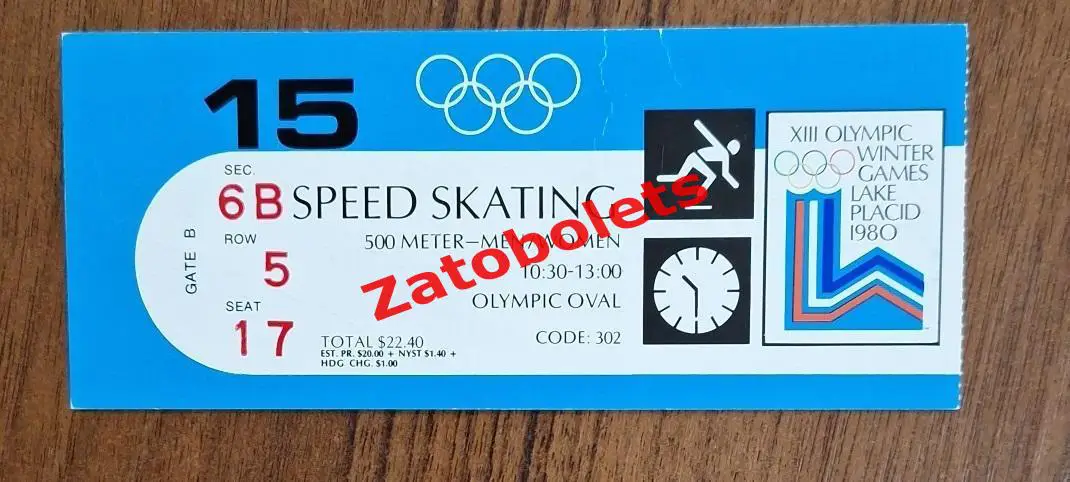 15
SEC.
6B
ROW
5
SEAT
17
GATE B
SPEED SKATING
500 METER–MEN/WOMEN
10:30-13:00
OLYMPIC OVAL
CODE: 302
TOTAL $22.40
EST. PR. $20.00 + NYST $1.40 +
HDG CHG. $1.00
XIII OLYMPIC
WINTER
GAMES
LAKE
PLACID
1980
Zatobolets